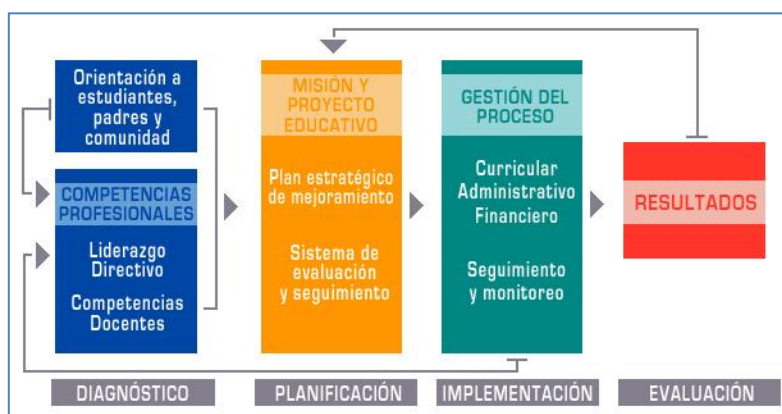 Orientación a
estudiantes,
padres y
comunidad
COMPETENCIAS
PROFESIONALES
Liderazgo
Directivo
Competencias
Docentes
MISIÓN Y
PROYECTO
EDUCATIVO
Plan estratégico
de mejoramiento
Sistema de
evaluación
y seguimiento
GESTIÓN DEL
PROCESO
Curricular
Administrativo
Financiero
Seguimiento
y monitoreo
RESULTADOS
DIAGNÓSTICO
PLANIFICACIÓN
IMPLEMENTACIÓN
EVALUACIÓN